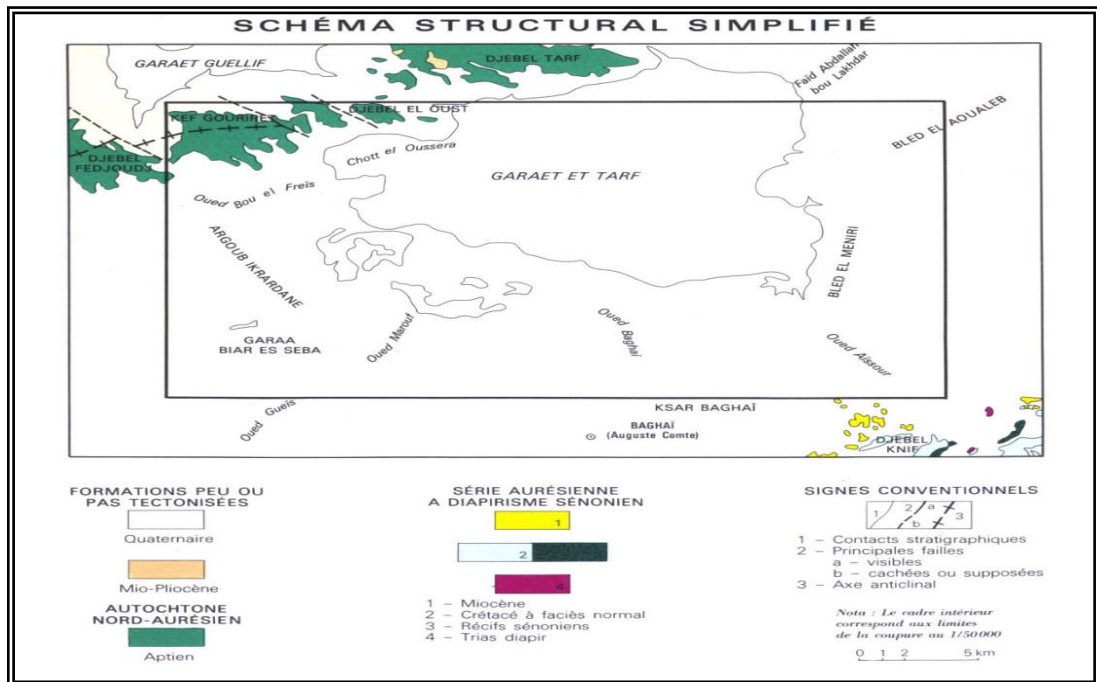 SCHÉMA STRUCTURAL SIMPLIFIÉ
GARAET GUELLIF
DJEBEL TARF
Faïd Abdallah
bou Lakhdar
DJEBEL EL OUST
KEF GOURIRET
BLED EL AOUALEB
DJEBEL
FEDJOUDJ
Chott el Oussera
GARAET ET TARF
Oued Bou el Freïs
ARGOUB IKRARDANE
BLED EL MENIRI
GARAA
BIAR ES SEBA
Oued Marouf
Oued Baghaï
Oued Aïssour
Oued Gueïs
KSAR BAGHAÏ
BAGHAÏ
(Auguste Comte)
DJEBEL
KNIF
FORMATIONS PEU OU
PAS TECTONISÉES
Quaternaire
Mio-Pliocène
AUTOCHTONE
NORD-AURÉSIEN
Aptien
SÉRIE AURÉSIENNE
A DIAPIRISME SÉNONIEN
1
2
4
1 – Miocène
2 – Crétacé à faciès normal
3 – Récifs sénoniens
4 – Trias diapir
SIGNES CONVENTIONNELS
1 2 a 3
b
1 – Contacts stratigraphiques
2 – Principales failles
a – visibles
b – cachées ou supposées
3 – Axe anticlinal
Nota : Le cadre intérieur
correspond aux limites
de la coupure au 1/50 000
0 1 2 5 km